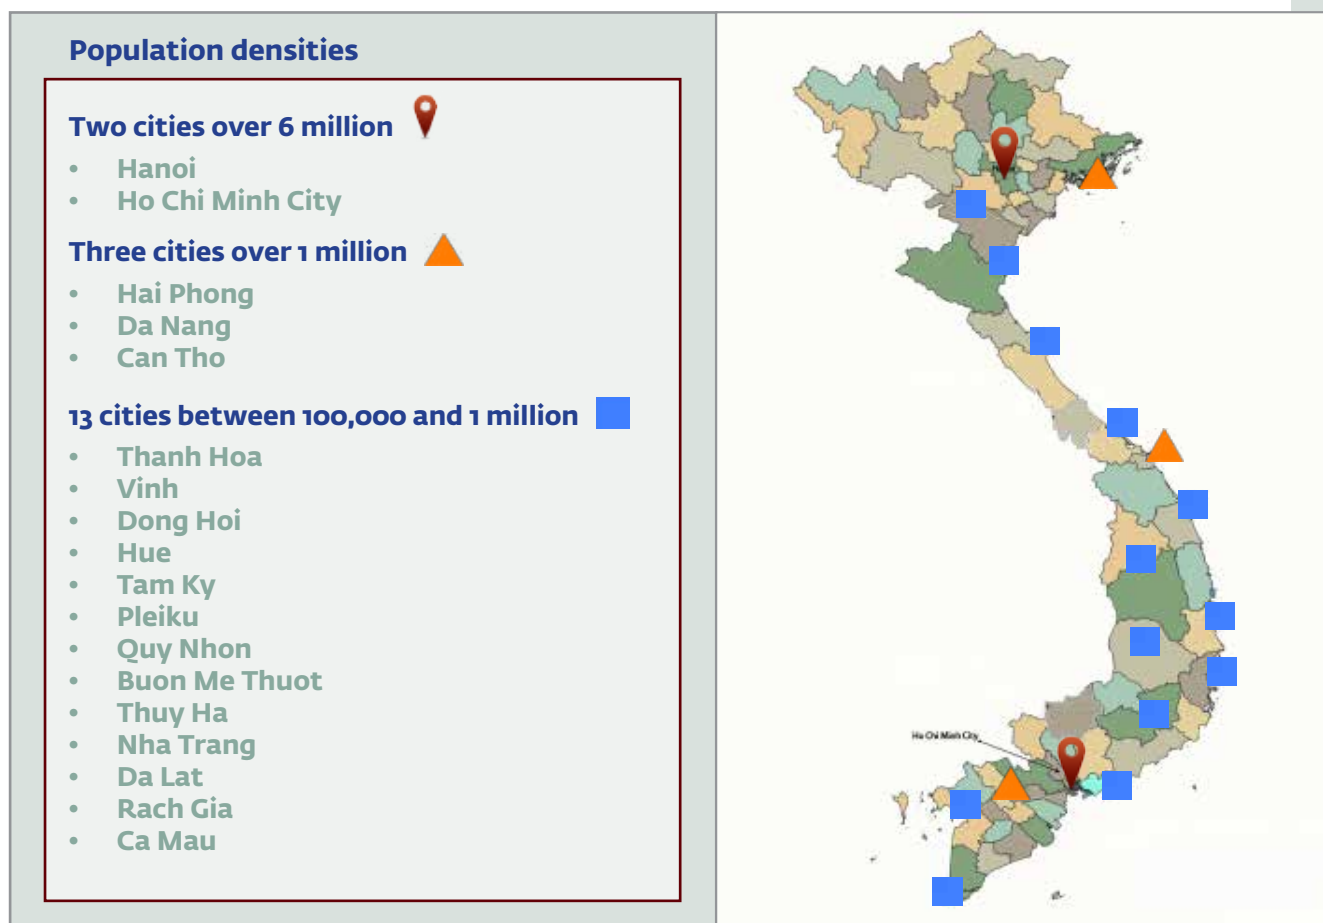 Population densities
Two cities over 6 million
• Hanoi
• Ho Chi Minh City
Three cities over 1 million
• Hai Phong
• Da Nang
• Can Tho
13 cities between 100,000 and 1 million
• Thanh Hoa
• Vinh
• Dong Hoi
• Hue
• Tam Ky
• Pleiku
• Quy Nhon
• Buon Me Thuot
• Thuy Ha
• Nha Trang
• Da Lat
• Rach Gia
• Ca Mau
Ho Chi Minh City